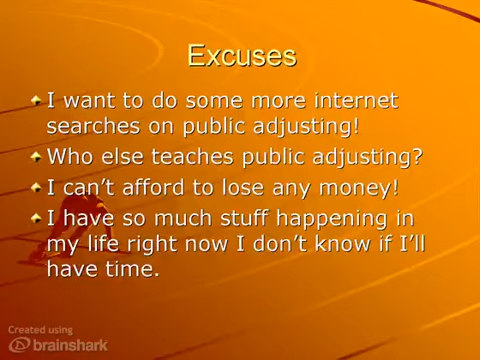 Excuses
I want to do some more internet
searches on public adjusting!
Who else teaches public adjusting?
I can't afford to lose any money!
I have so much stuff happening in
my life right now I don't know if I'll
have time.
Created using
brainshark